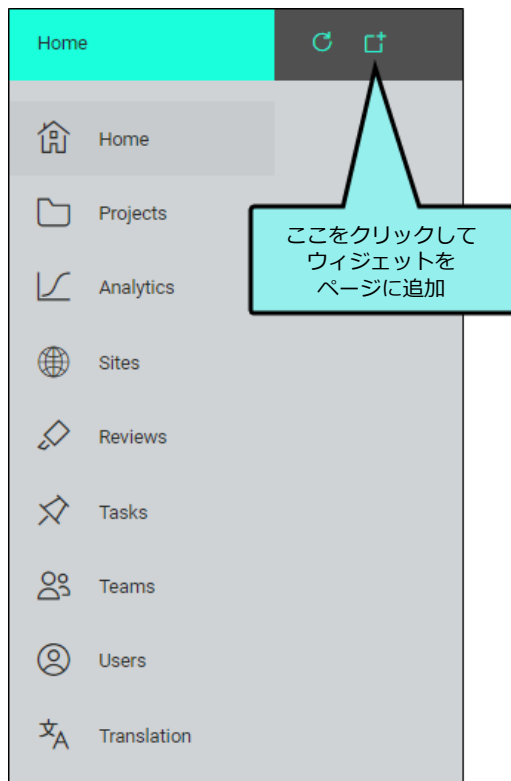 Home
Home
Projects
ここをクリックして
ウィジェットを
ページに追加
Analytics
Sites
Reviews
Tasks
Teams
Users
Translation